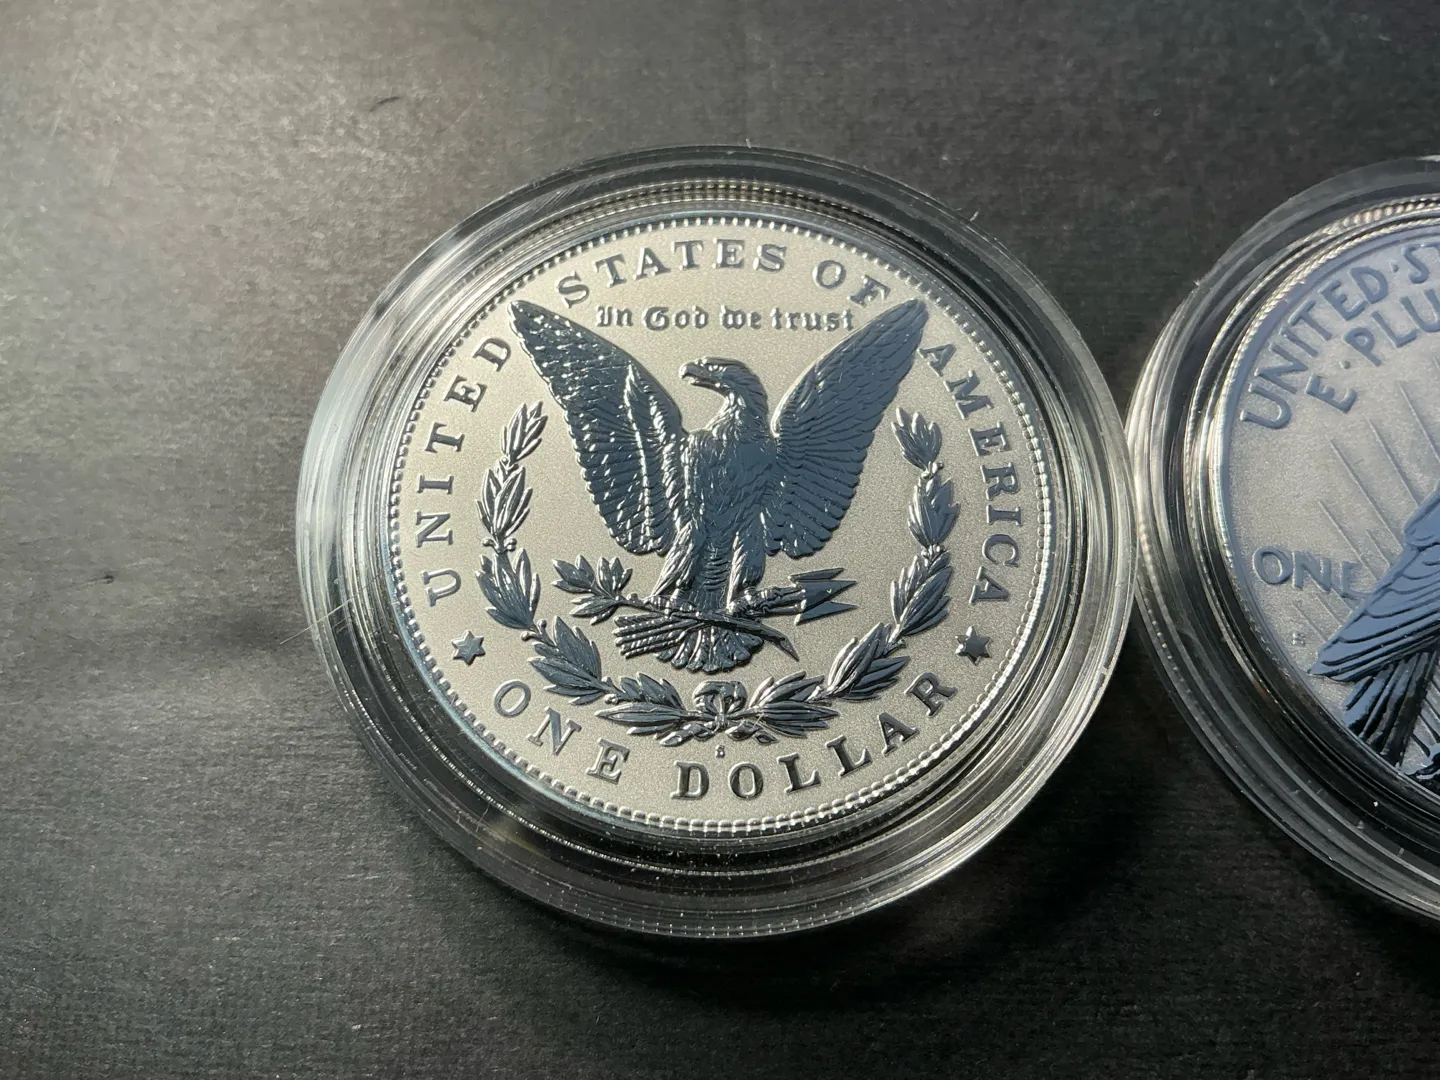 UNITED STATES OF AMERICA
In God we trust
S
ONE DOLLAR
UNITED·ST
E·PLU
ONE
S